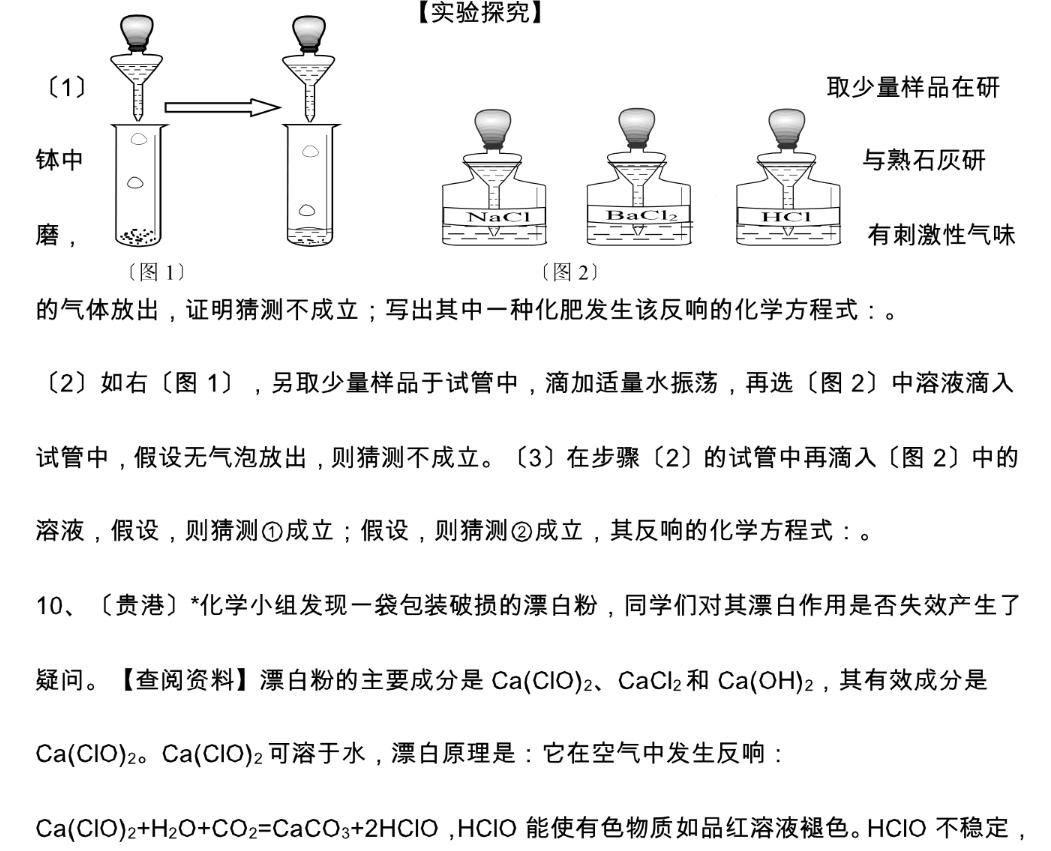 【实验探究】
〔1〕 取少量样品在研
钵中 与熟石灰研
NaCl BaCl₂ HCl
磨， 有刺激性气味
〔图 1〕 〔图 2〕
的气体放出，证明猜测不成立；写出其中一种化肥发生该反响的化学方程式：。
〔2〕如右〔图 1〕，另取少量样品于试管中，滴加适量水振荡，再选〔图 2〕中溶液滴入
试管中，假设无气泡放出，则猜测不成立。〔3〕在步骤〔2〕的试管中再滴入〔图 2〕中的
溶液，假设，则猜测①成立；假设，则猜测②成立，其反响的化学方程式：。
10、〔贵港〕*化学小组发现一袋包装破损的漂白粉，同学们对其漂白作用是否失效产生了
疑问。【查阅资料】漂白粉的主要成分是 Ca(ClO)₂、CaCl₂ 和 Ca(OH)₂，其有效成分是
Ca(ClO)₂。Ca(ClO)₂ 可溶于水，漂白原理是：它在空气中发生反响：
Ca(ClO)₂+H₂O+CO₂=CaCO₃+2HClO ,HClO 能使有色物质如品红溶液褪色。HClO 不稳定，